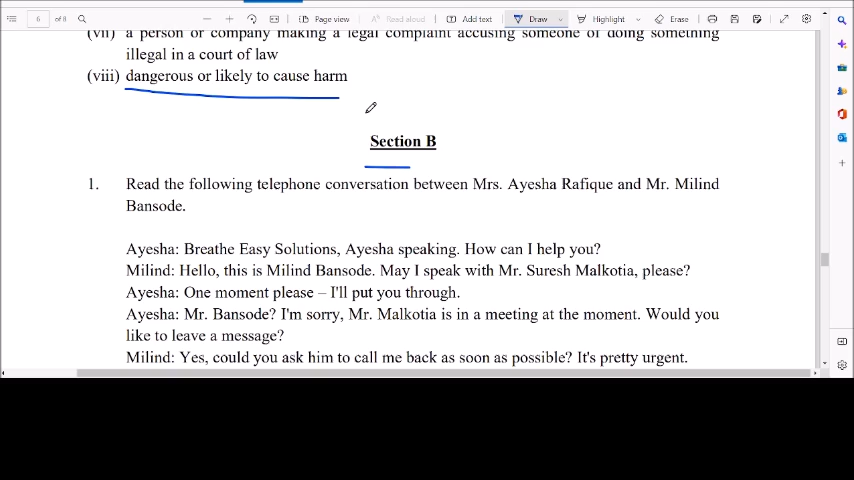 6 of 8
Page view
Read aloud
Add text
Draw
Highlight
Erase
(vii) a person or company making a legal complaint accusing someone of doing something
illegal in a court of law
(viii) dangerous or likely to cause harm
Section B
1. Read the following telephone conversation between Mrs. Ayesha Rafique and Mr. Milind
Bansode.
Ayesha: Breathe Easy Solutions, Ayesha speaking. How can I help you?
Milind: Hello, this is Milind Bansode. May I speak with Mr. Suresh Malkotia, please?
Ayesha: One moment please – I'll put you through.
Ayesha: Mr. Bansode? I'm sorry, Mr. Malkotia is in a meeting at the moment. Would you
like to leave a message?
Milind: Yes, could you ask him to call me back as soon as possible? It's pretty urgent.